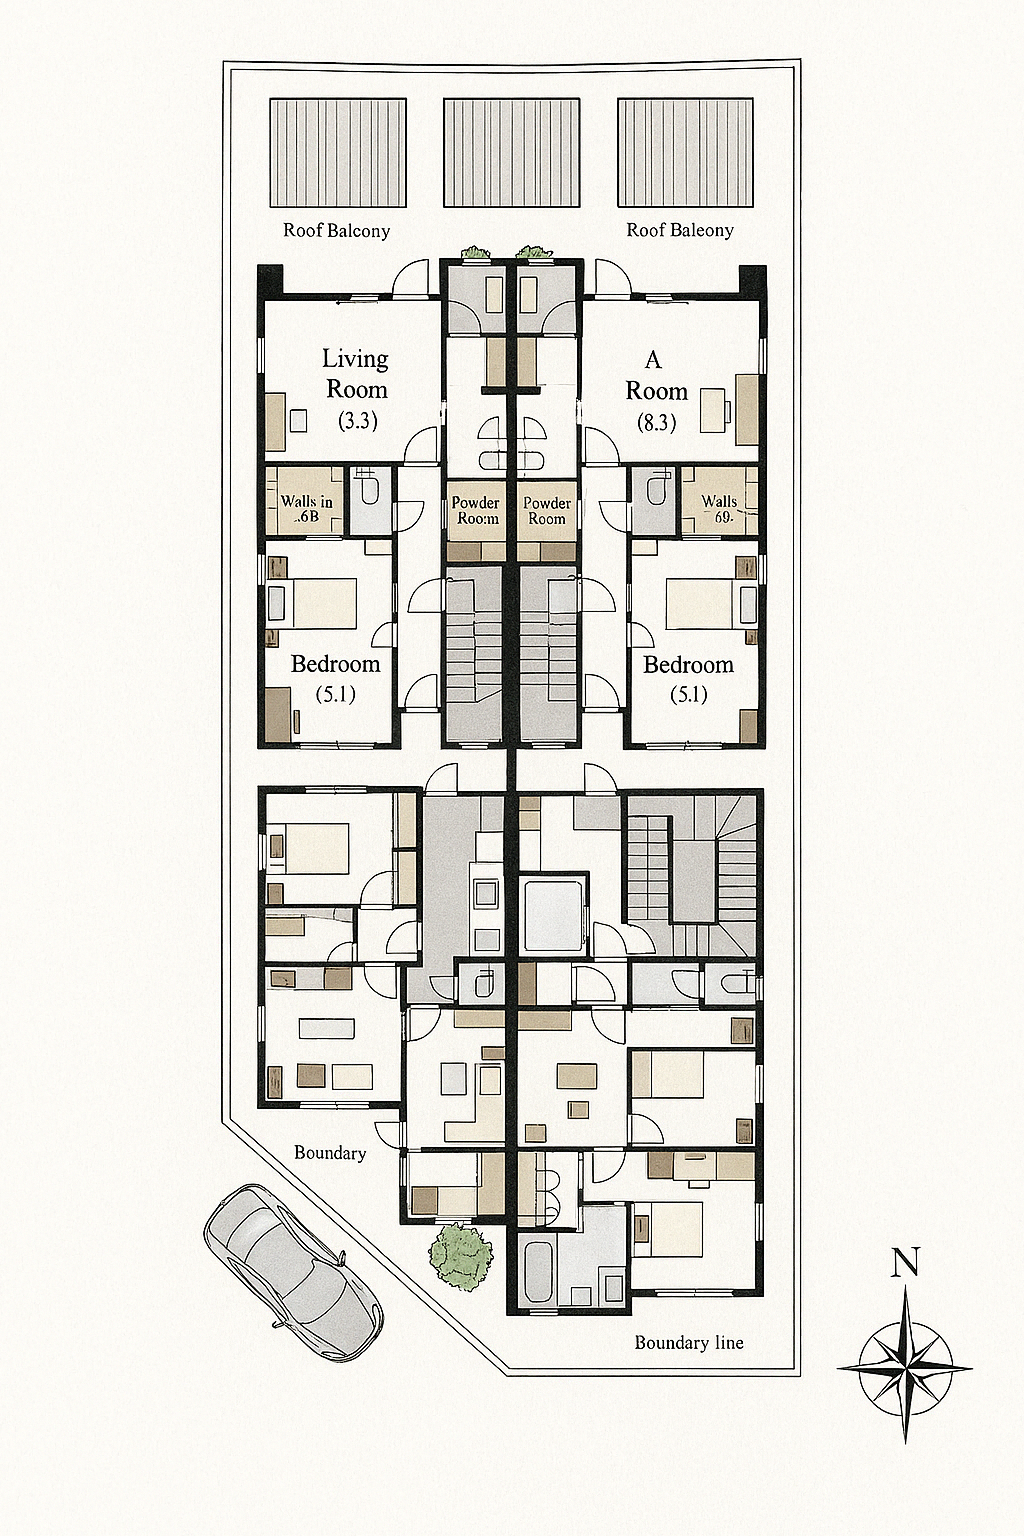 Roof Balcony
Roof Baleony
Living
Room
(3.3)
A
Room
(8.3)
Walls in
.6B
Powder
Room
Powder
Room
Walls
69.
Bedroom
(5.1)
Bedroom
(5.1)
Boundary
N
Boundary line